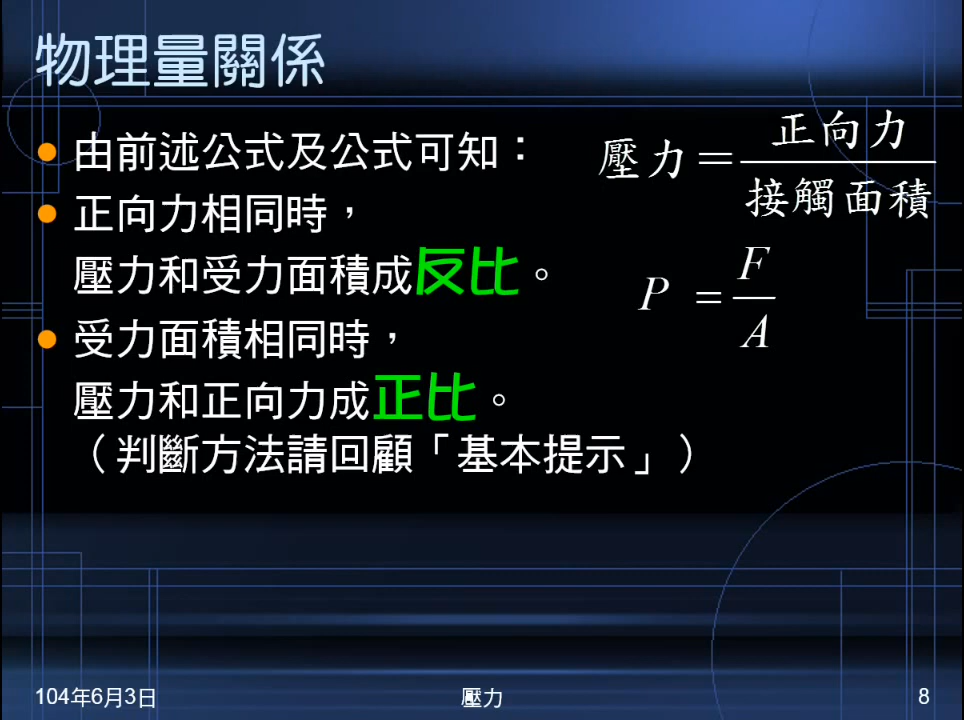 物理量關係
由前述公式及公式可知：
正向力相同時，
壓力和受力面積成反比。
受力面積相同時，
壓力和正向力成正比。
（判斷方法請回顧「基本提示」）
壓力＝正向力/接觸面積
P = F/A
104年6月3日
壓力
8